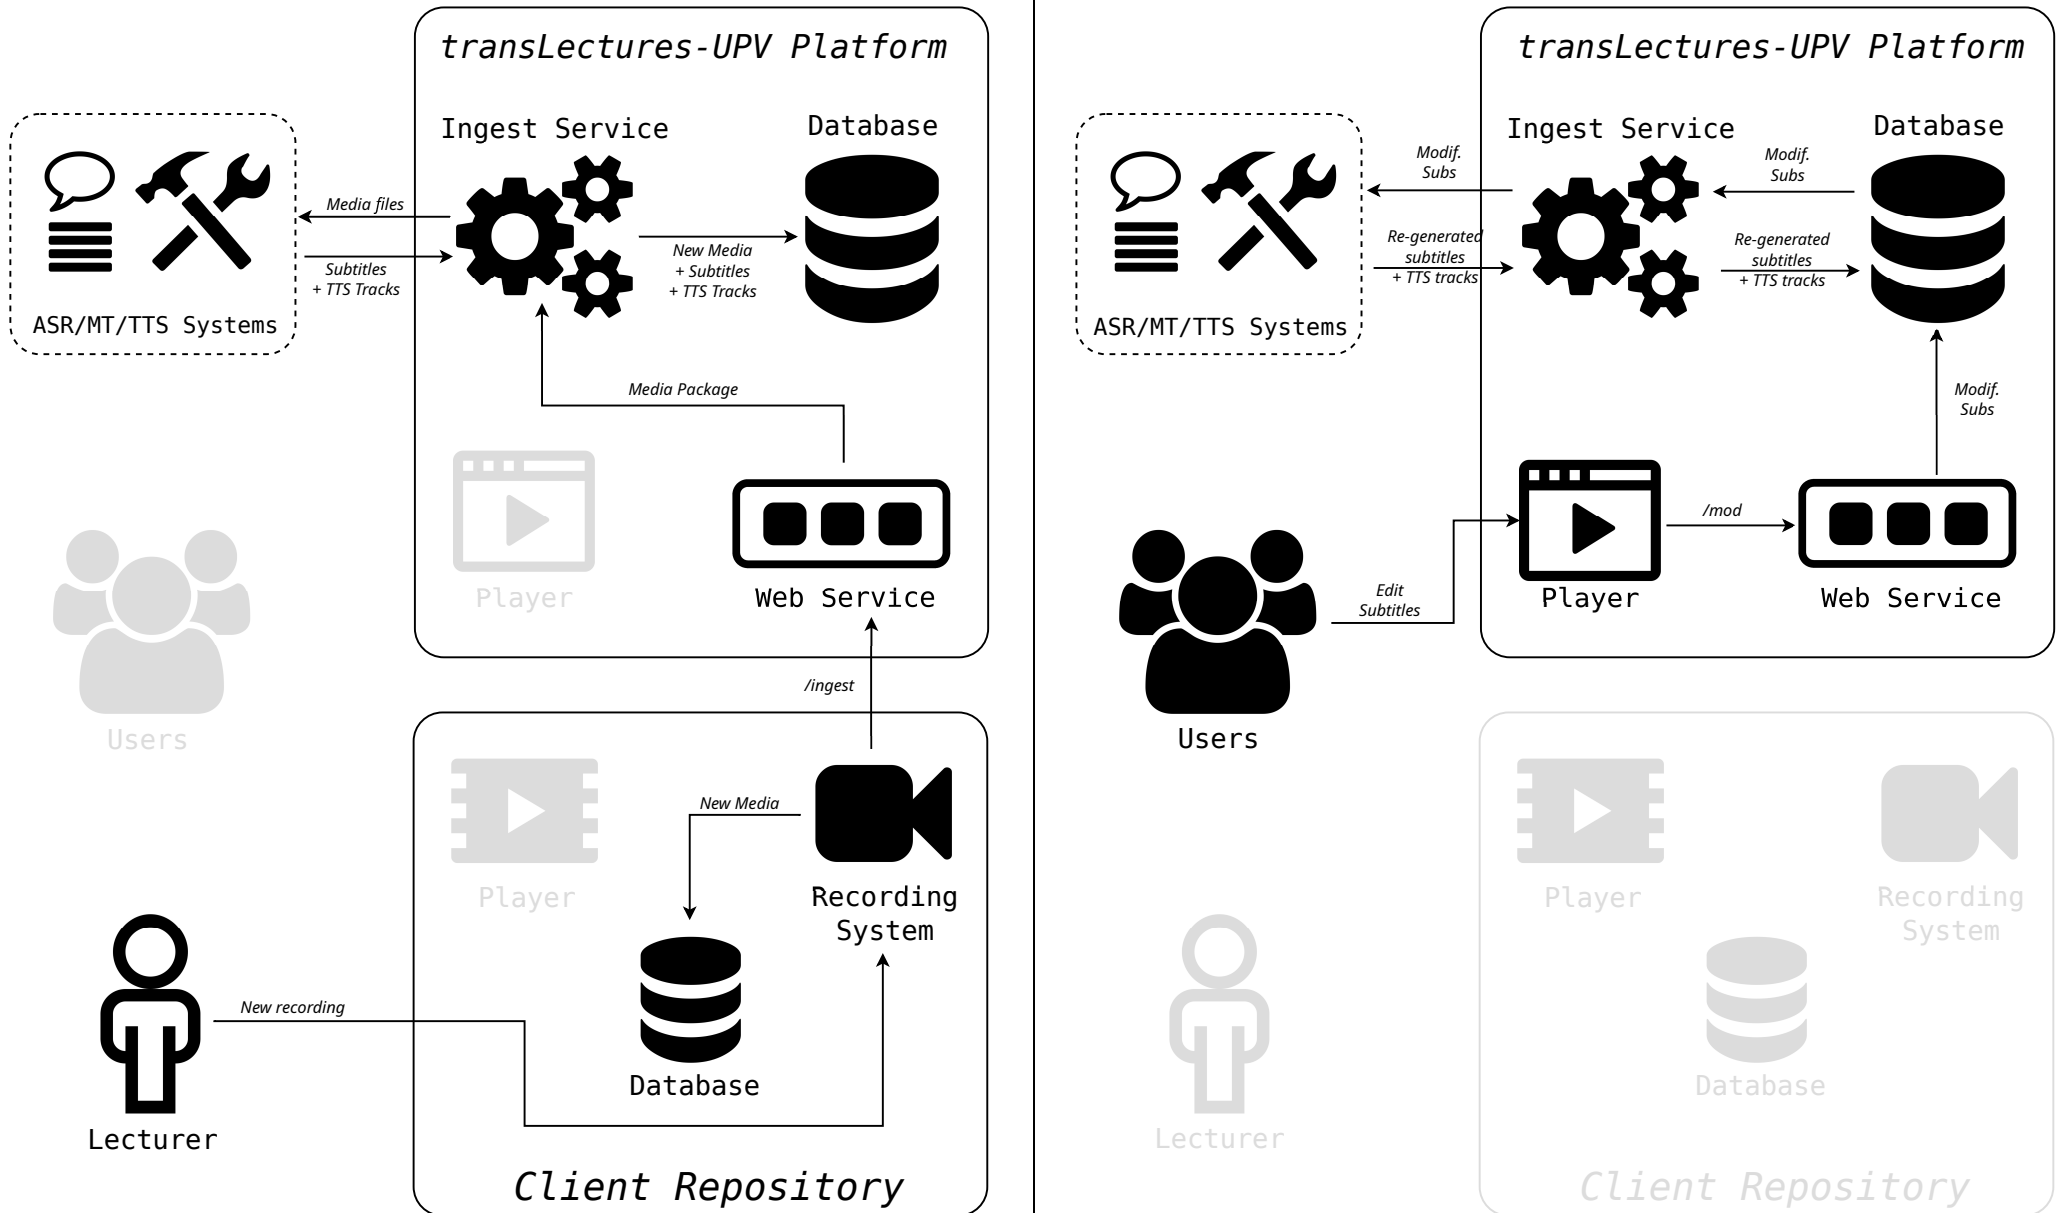 transLectures-UPV Platform
Ingest Service
Database
Media files
Subtitles
+ TTS Tracks
New Media
+ Subtitles
+ TTS Tracks
ASR/MT/TTS Systems
Media Package
Player
Web Service
Users
/ingest
New Media
Player
Recording
System
New recording
Database
Lecturer
Client Repository
transLectures-UPV Platform
Ingest Service
Database
Modif.
Subs
Modif.
Subs
Re-generated
subtitles
+ TTS tracks
Re-generated
subtitles
+ TTS tracks
ASR/MT/TTS Systems
Modif.
Subs
/mod
Edit
Subtitles
Player
Web Service
Users
Player
Recording
System
Database
Lecturer
Client Repository